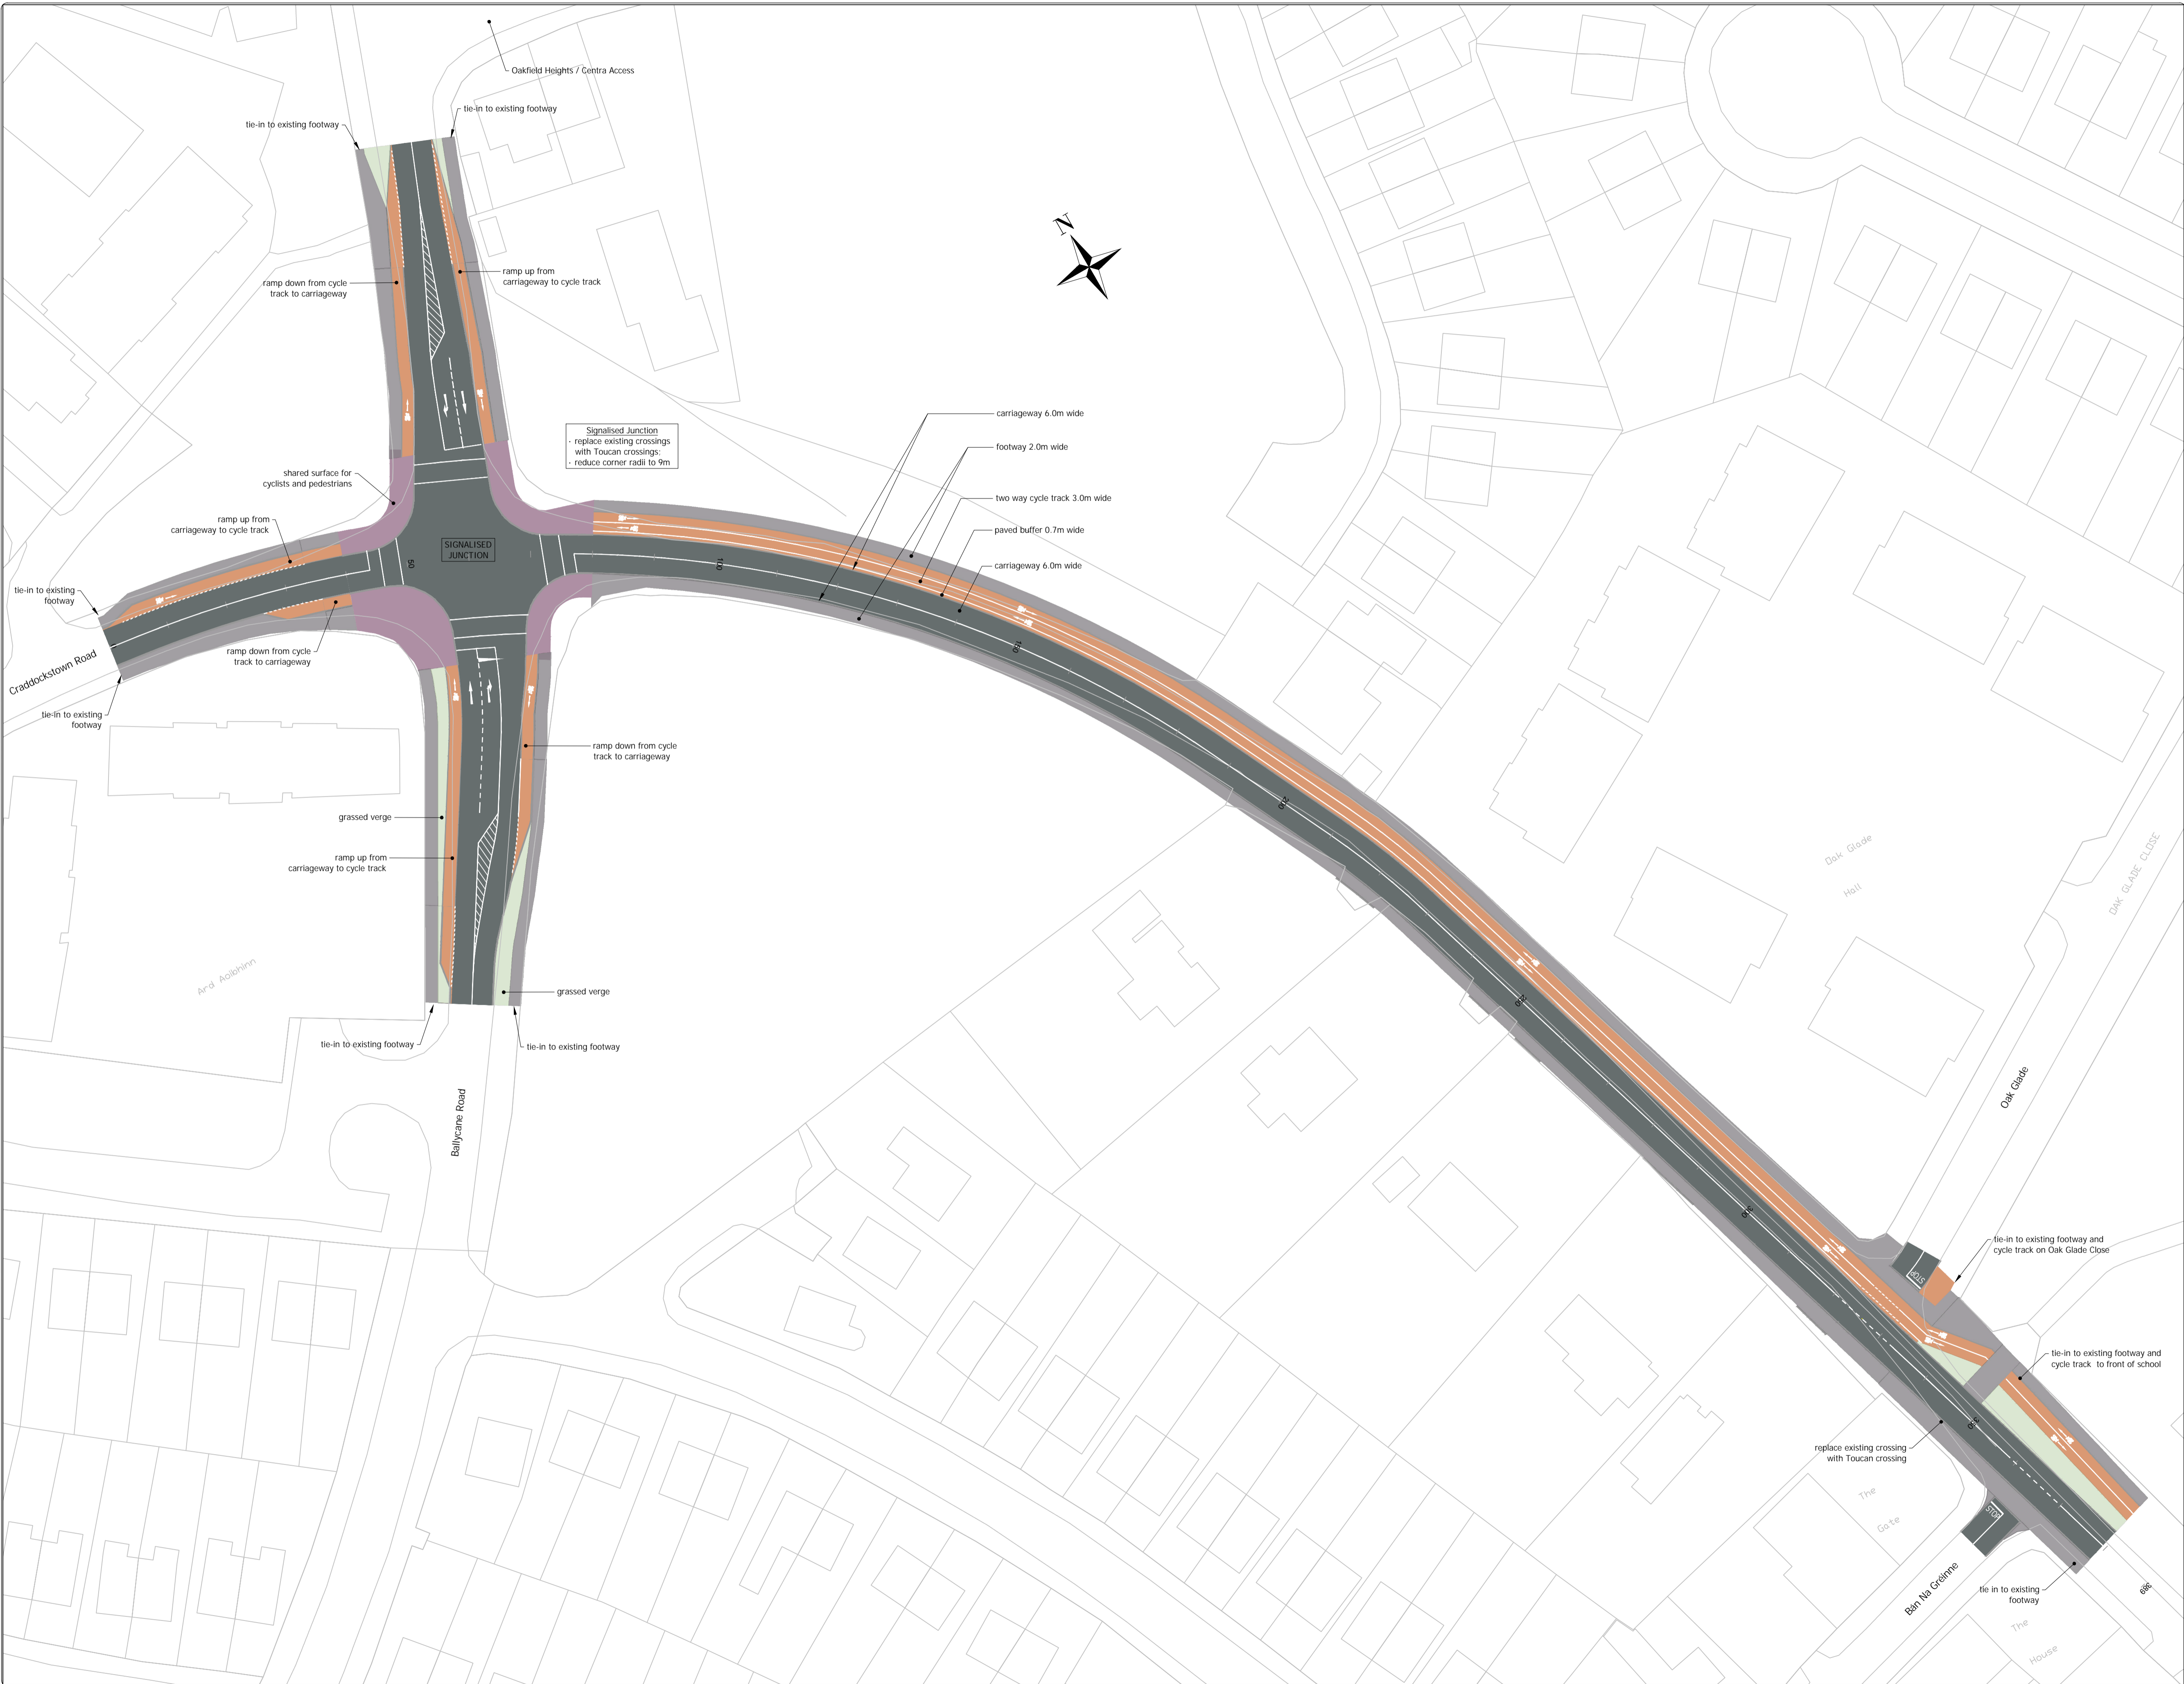 Oakfield Heights / Centra Access
tie-in to existing footway
tie-in to existing footway
N
ramp up from
carriageway to cycle track
ramp down from cycle
track to carriageway
carriageway 6.0m wide
Signalised Junction
- replace existing crossings
with Toucan crossings;
- reduce corner radii to 9m
footway 2.0m wide
shared surface for
cyclists and pedestrians
two way cycle track 3.0m wide
ramp up from
carriageway to cycle track
paved buffer 0.7m wide
SIGNALISED
JUNCTION
50
100
carriageway 6.0m wide
tie-in to existing
footway
150
ramp down from cycle
track to carriageway
Craddockstown Road
tie-in to existing
footway
ramp down from cycle
track to carriageway
200
grassed verge
Oak Glade
Hall
OAK GLADE CLOSE
ramp up from
carriageway to cycle track
Ard Aoibhinn
grassed verge
tie-in to existing footway
tie-in to existing footway
Ballycane Road
Oak Glade
300
tie-in to existing footway and
cycle track on Oak Glade Close
STOP
tie-in to existing footway and
cycle track to front of school
350
replace existing crossing
with Toucan crossing
The
Gate
STOP
Bán Na Gréinne
tie in to existing
footway
389
The
House